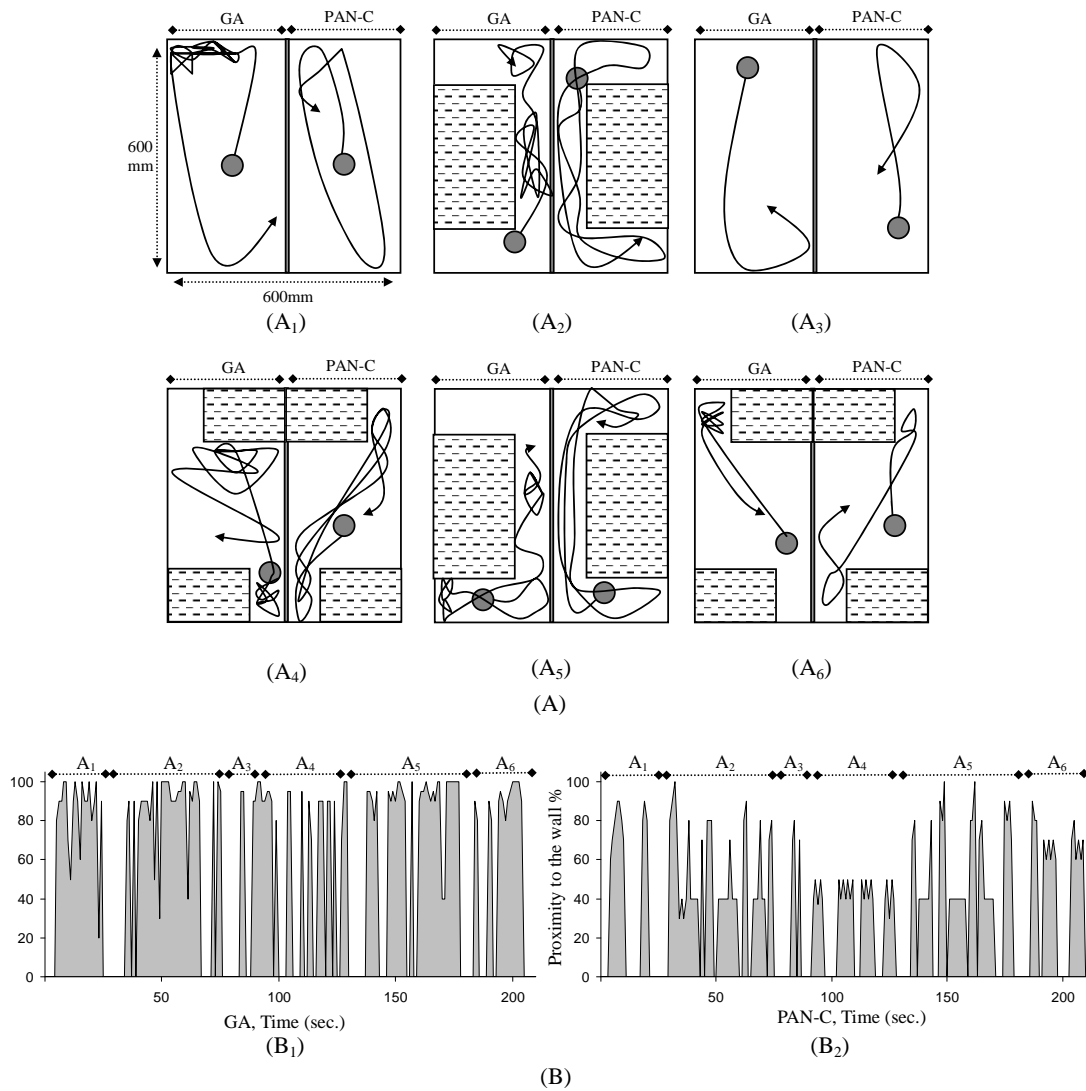 GA PAN-C GA PAN-C GA PAN-C
600
mm
600mm
(A1) (A2) (A3)
GA PAN-C GA PAN-C GA PAN-C
(A4) (A5) (A6)
(A)
A1 A2 A3 A4 A5 A6
100
80
60
40
20
0
50 100 150 200
GA, Time (sec.)
(B1)
Proximity to the wall %
A1 A2 A3 A4 A5 A6
100
80
60
40
20
0
50 100 150 200
PAN-C, Time (sec.)
(B2)
(B)